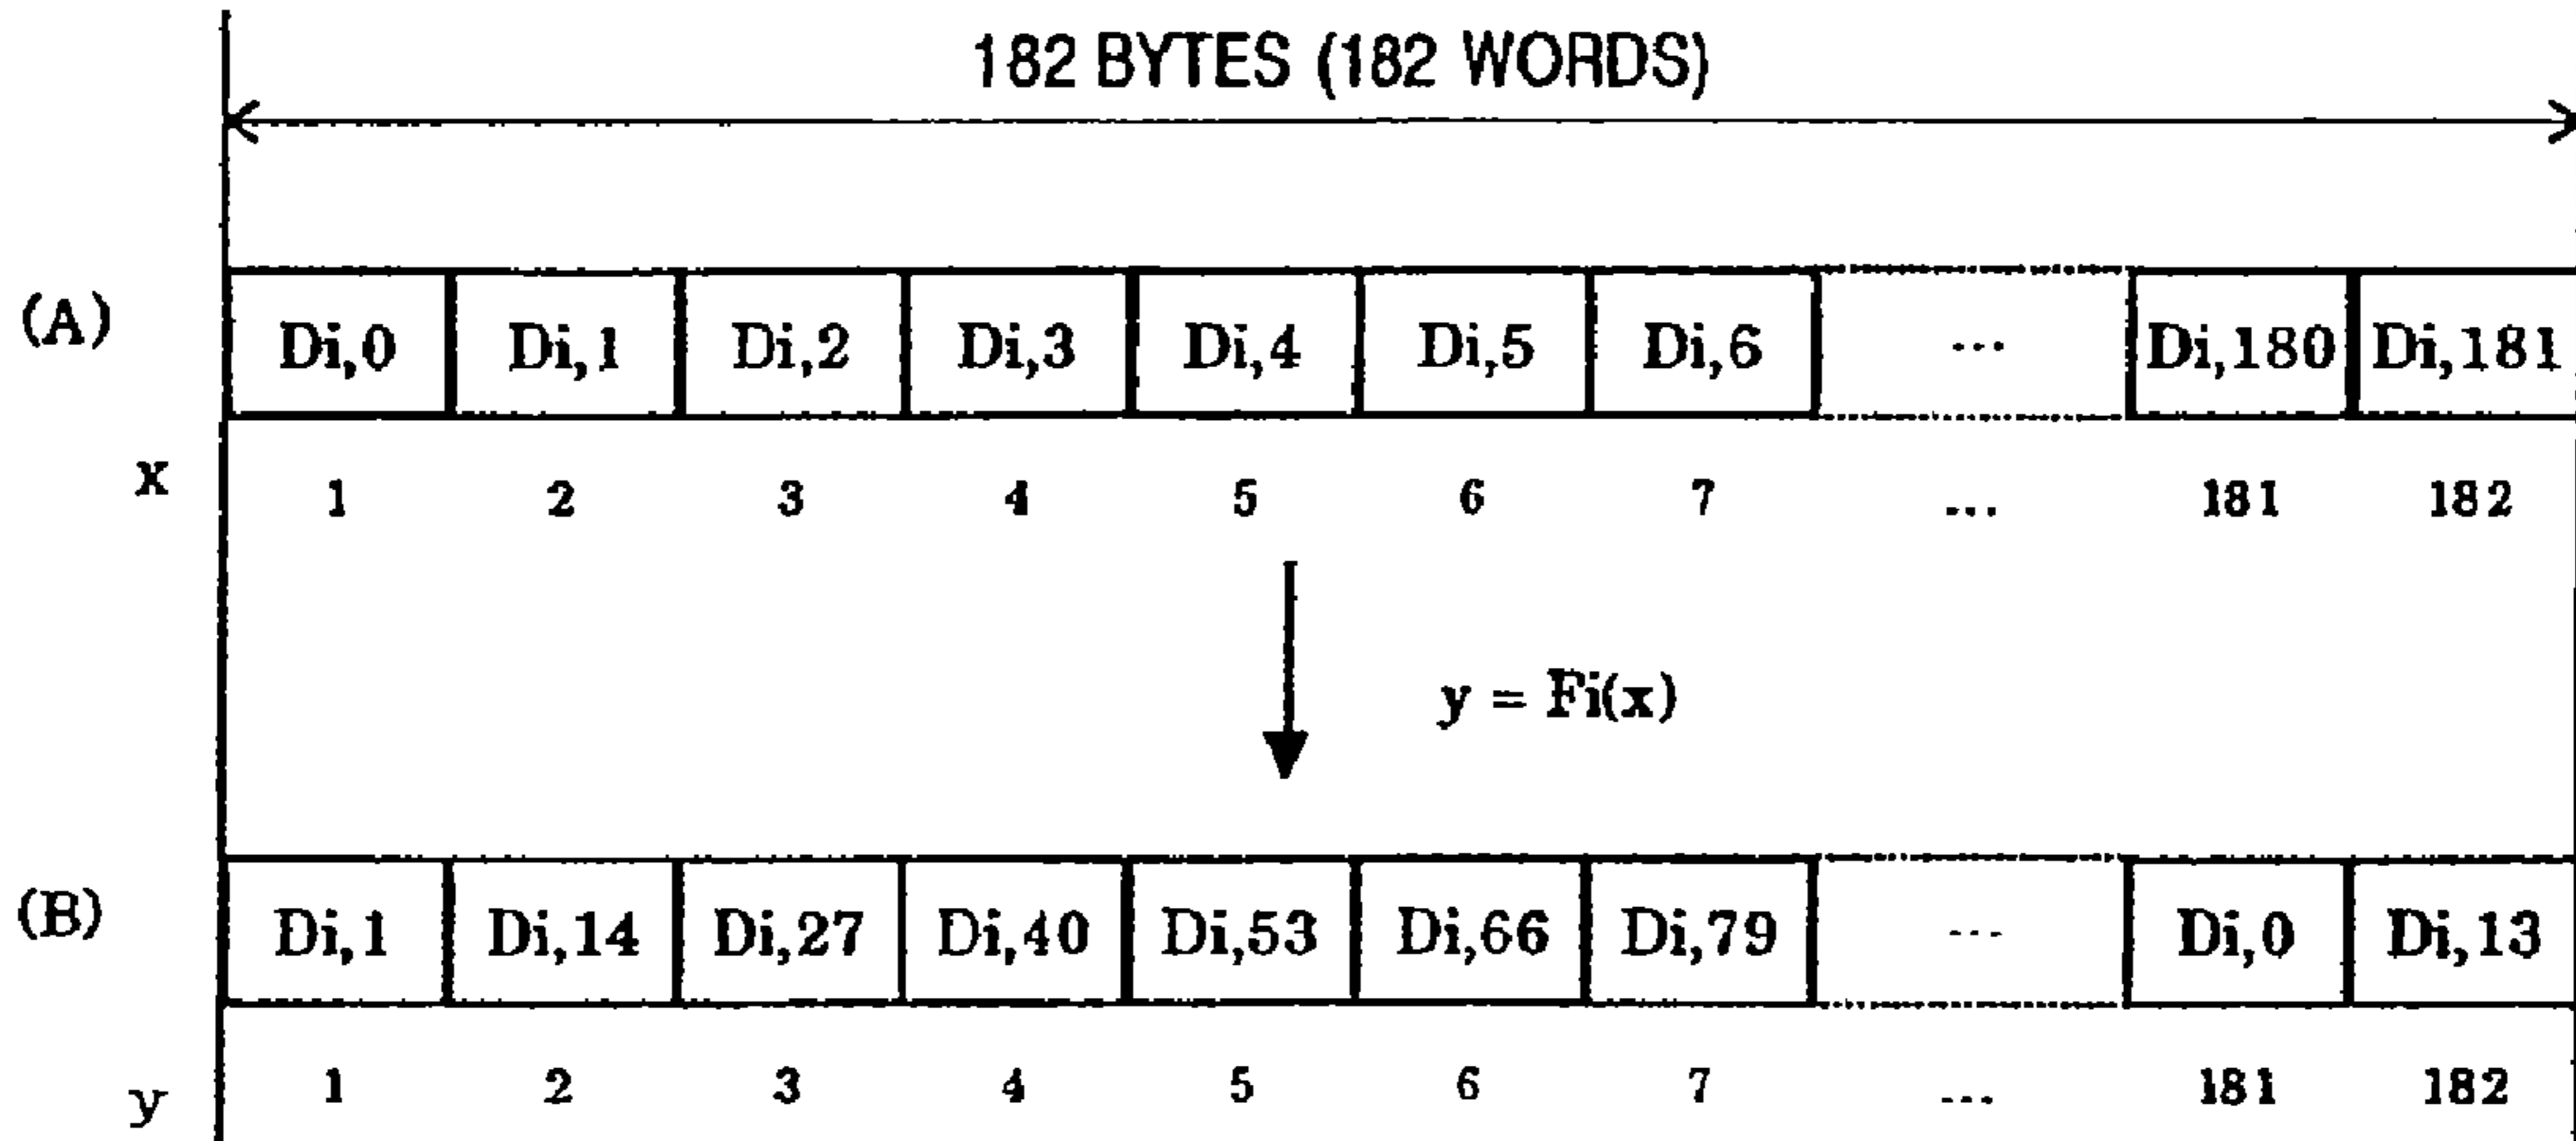 182 BYTES (182 WORDS)
(A) Di,0 Di,1 Di,2 Di,3 Di,4 Di,5 Di,6 ... Di,180 Di,181
x 1 2 3 4 5 6 7 ... 181 182
y = Fi(x)
(B) Di,1 Di,14 Di,27 Di,40 Di,53 Di,66 Di,79 ... Di,0 Di,13
y 1 2 3 4 5 6 7 ... 181 182